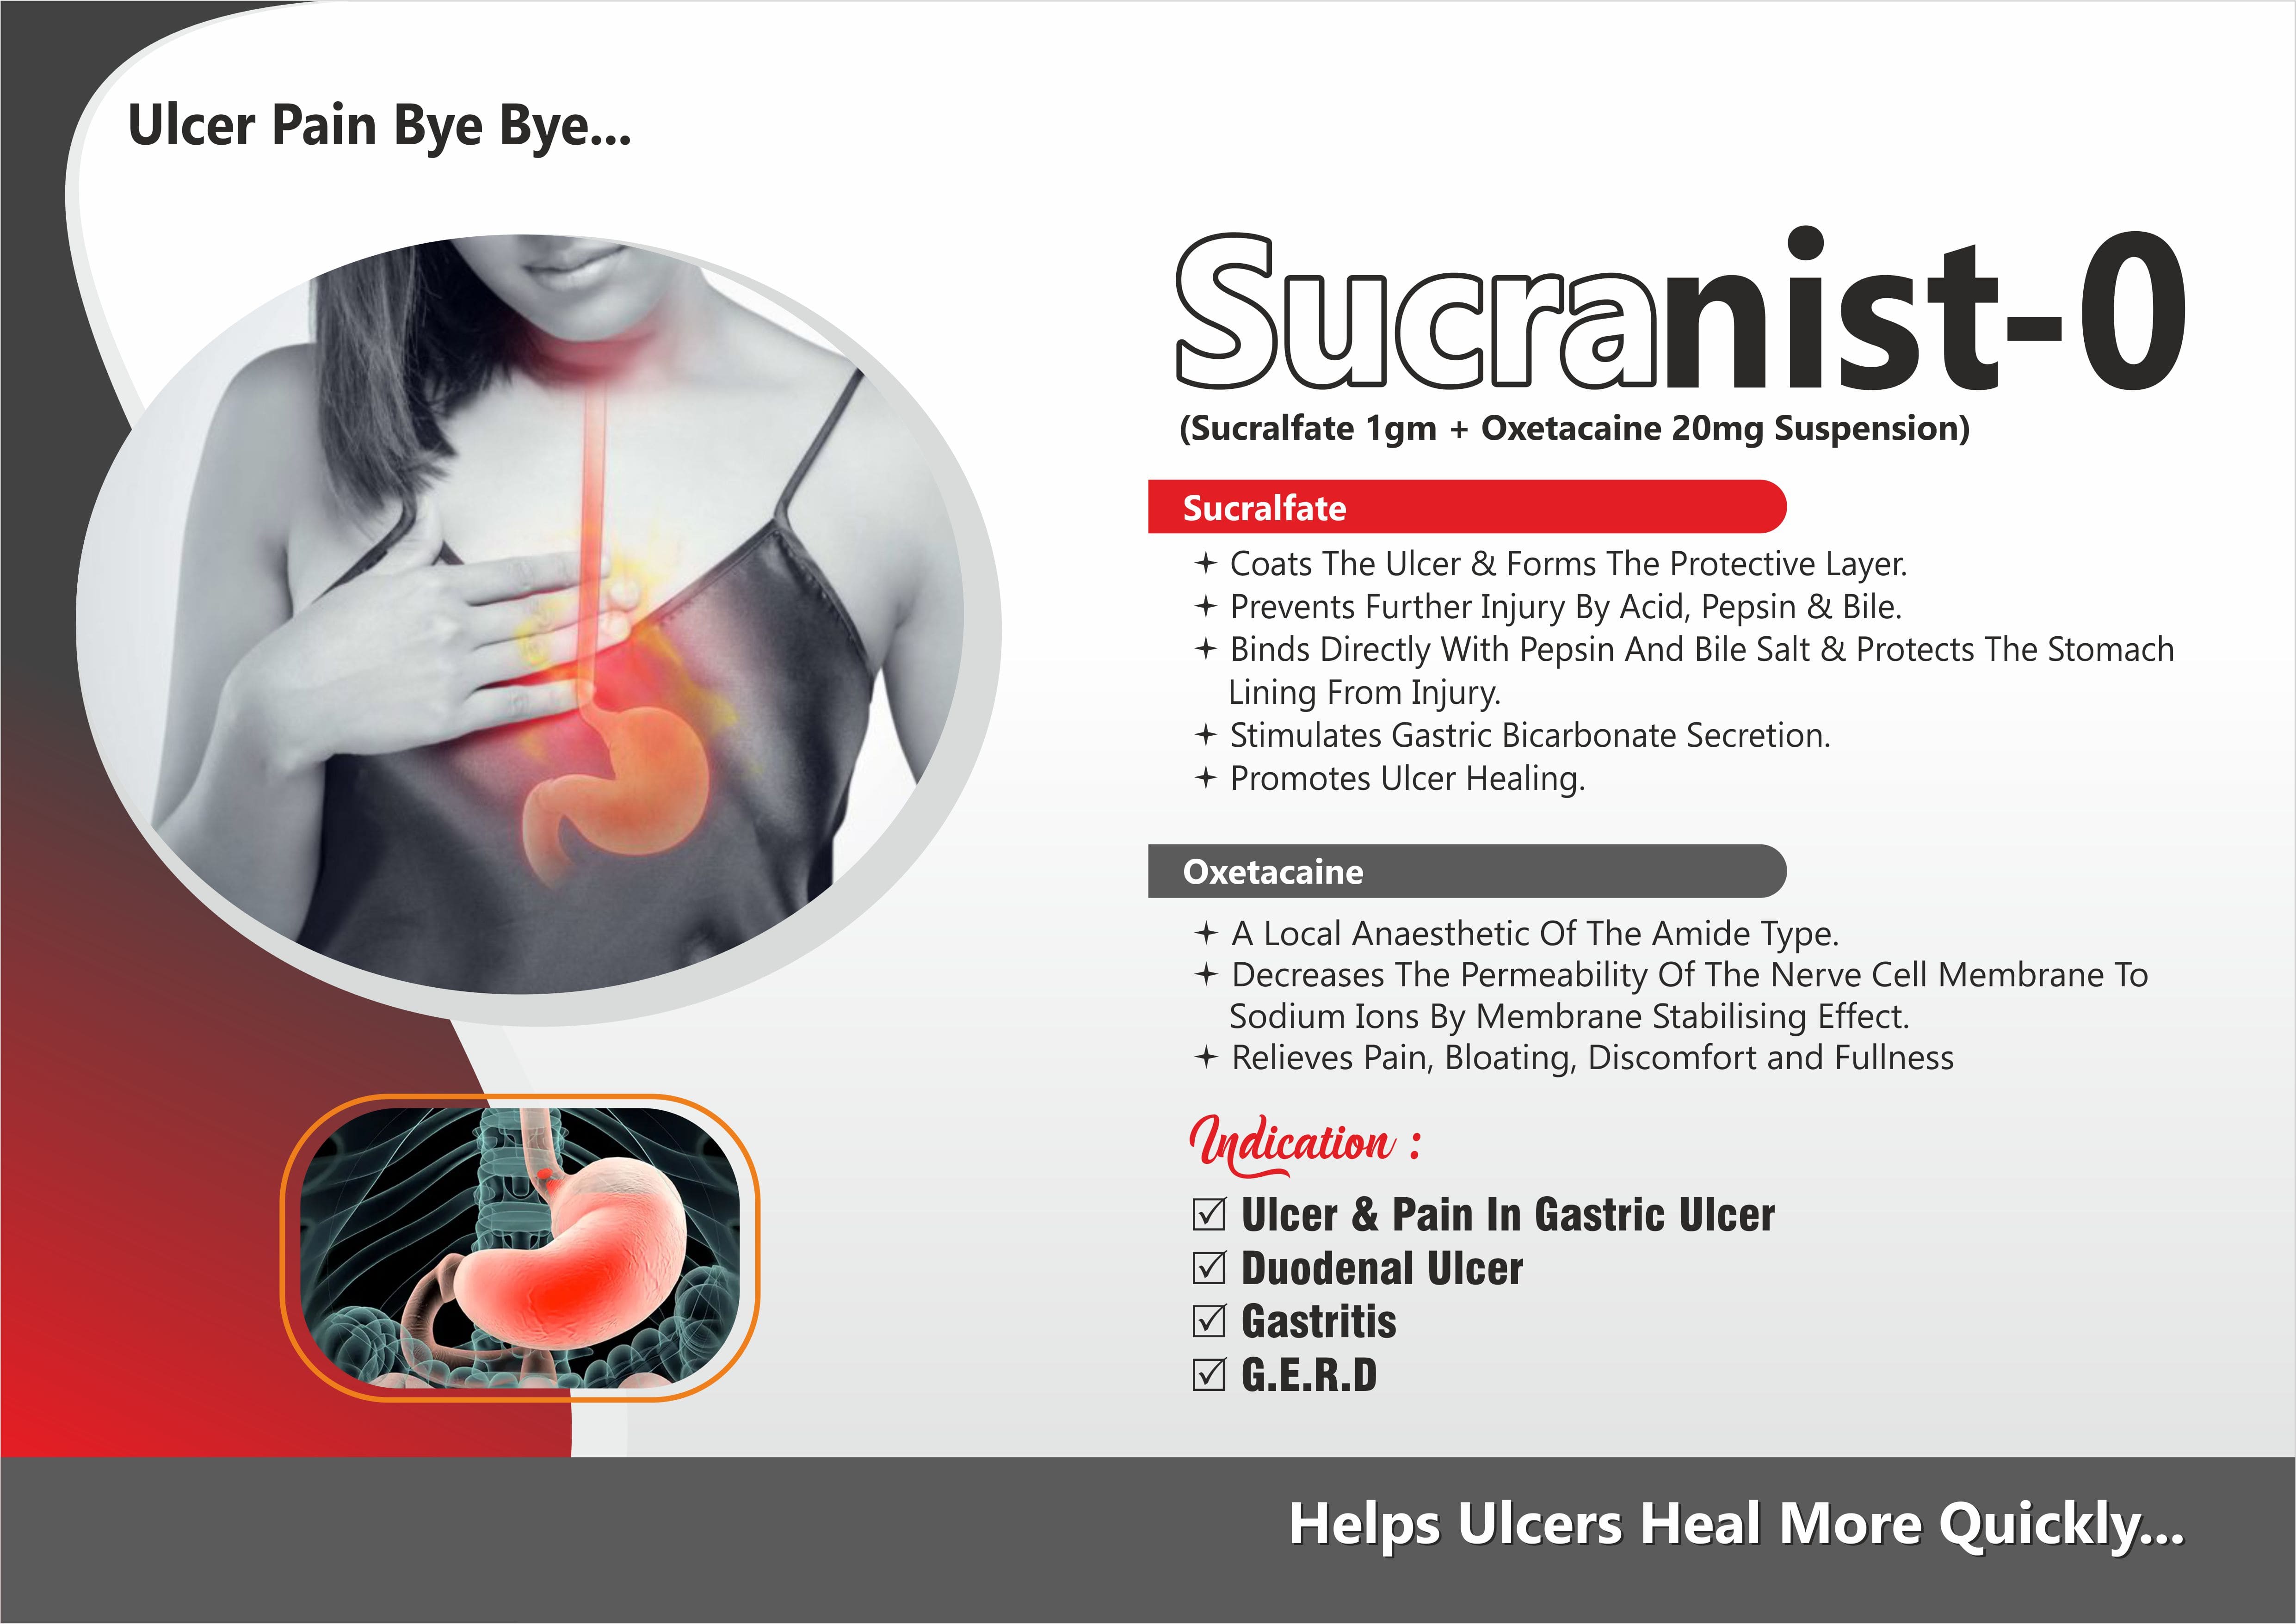 Ulcer Pain Bye Bye...
Sucranist-0
(Sucralfate 1gm + Oxetacaine 20mg Suspension)
Sucralfate
Coats The Ulcer & Forms The Protective Layer.
Prevents Further Injury By Acid, Pepsin & Bile.
Binds Directly With Pepsin And Bile Salt & Protects The Stomach
Lining From Injury.
Stimulates Gastric Bicarbonate Secretion.
Promotes Ulcer Healing.
Oxetacaine
A Local Anaesthetic Of The Amide Type.
Decreases The Permeability Of The Nerve Cell Membrane To
Sodium Ions By Membrane Stabilising Effect.
Relieves Pain, Bloating, Discomfort and Fullness
Indication :
Ulcer & Pain In Gastric Ulcer
Duodenal Ulcer
Gastritis
G.E.R.D
Helps Ulcers Heal More Quickly...